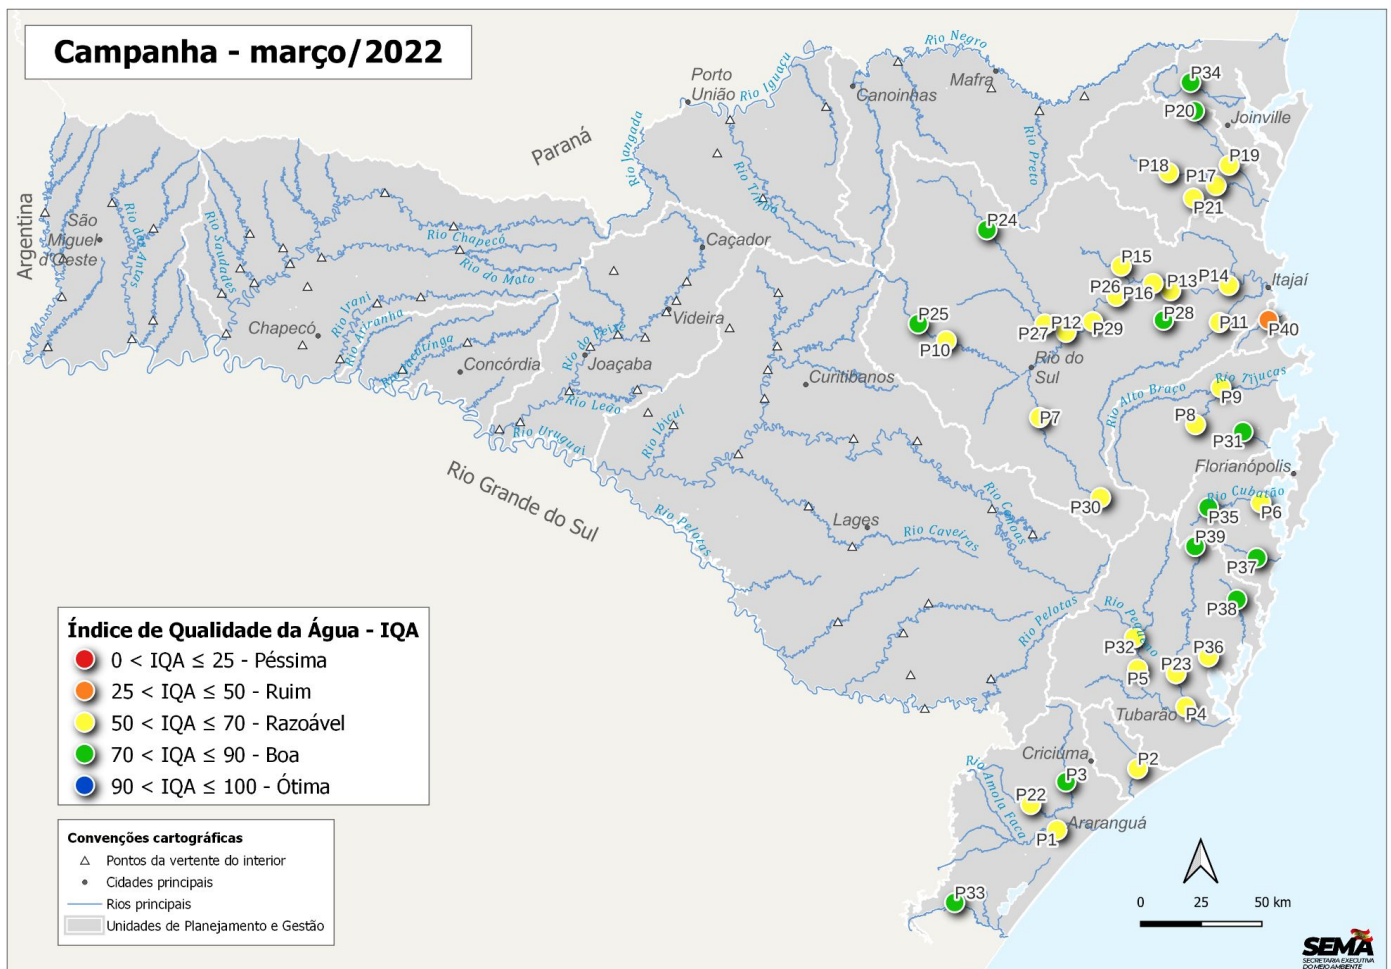 Campanha - março/2022
Rio Negro
Mafra
Porto
União
Rio Iguaçu
Canoinhas
P34
P20
Joinville
Paraná
Rio Jangada
Rio Preto
Rio Timbó
P18
P19
P17
P21
Argentina
São
Miguel
d'Oeste
Rio das Antas
Rio Saudades
Rio Chapecó
Rio do Mato
Caçador
P24
P15
P26
P16
P13
P14
Itajaí
Rio Irani
Rio Ariranha
Rio Jacutinga
Chapecó
Concórdia
Rio do Peixe
Videira
Joaçaba
P25
P10
P27
P12
P29
P28
P11
P40
Rio do
Sul
Curitibanos
Rio Leão
Rio Uruguai
Rio Ibicuí
Rio Alto Braço
Rio Tijucas
P9
P8
P7
P31
Florianópolis
Rio Grande do Sul
Rio Pelotas
Lages
Rio Caveiras
Rio Canoas
P30
Rio Cubatão
P35
P6
P39
P37
P38
Rio Pelotas
Rio Pequeno
P32
P5
P36
P23
Tubarão
P4
Criciúma
P2
P3
Rio Amola Faca
P22
Araranguá
P1
P33
Índice de Qualidade da Água - IQA
0 < IQA ≤ 25 - Péssima
25 < IQA ≤ 50 - Ruim
50 < IQA ≤ 70 - Razoável
70 < IQA ≤ 90 - Boa
90 < IQA ≤ 100 - Ótima
Convenções cartográficas
Pontos da vertente do interior
Cidades principais
Rios principais
Unidades de Planejamento e Gestão
0 25 50 km
SEMA
SECRETARIA EXECUTIVA
DO MEIO AMBIENTE